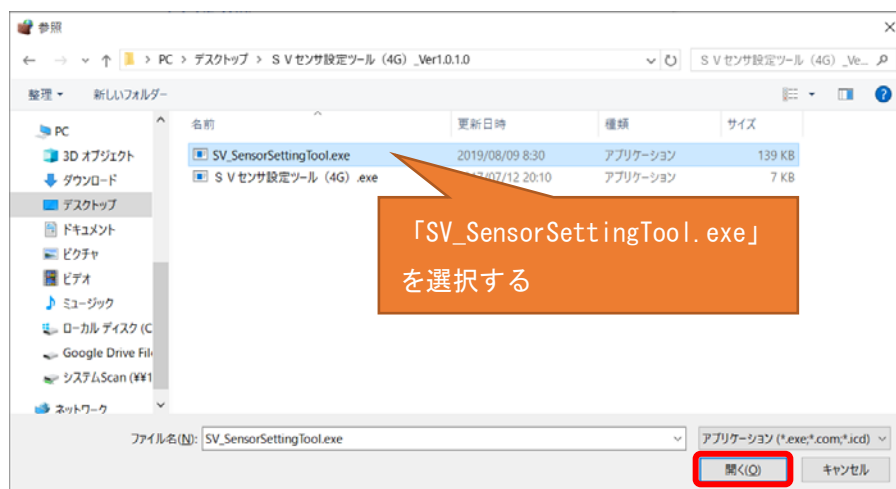 参照
PC > デスクトップ > ＳＶセンサ設定ツール（4G）_Ver1.0.1.0
ＳＶセンサ設定ツール（4G）_Ve...
整理
新しいフォルダー
名前 更新日時 種類 サイズ
PC
3D オブジェクト
ダウンロード
デスクトップ
ドキュメント
ピクチャ
ビデオ
ミュージック
ローカル ディスク (C
Google Drive File
システムScan (¥¥1
ネットワーク
SV_SensorSettingTool.exe 2019/08/09 8:30 アプリケーション 139 KB
ＳＶセンサ設定ツール（4G）.exe 20:10 アプリケーション 7 KB
「SV_SensorSettingTool.exe」
を選択する
ファイル名(N): SV_SensorSettingTool.exe
アプリケーション (*.exe;*.com;*.icd)
開く(O) キャンセル